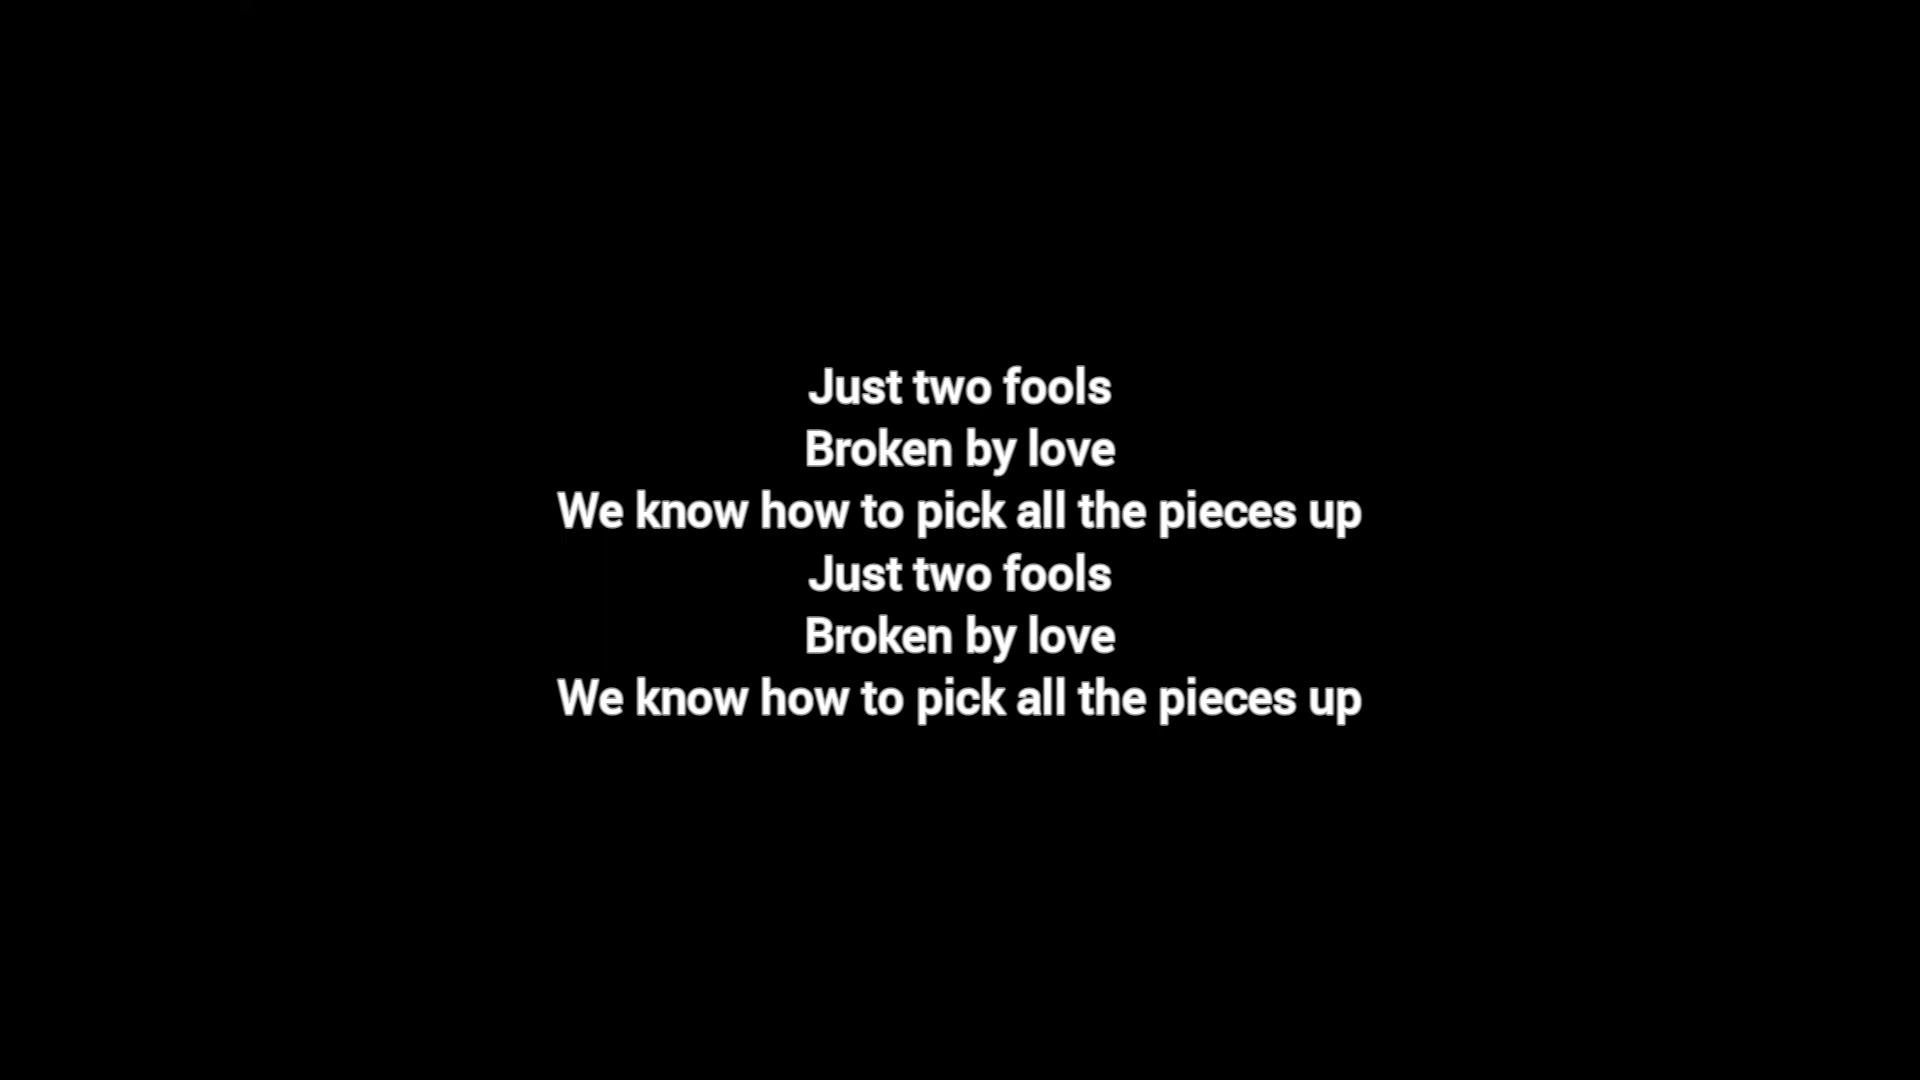 Just two fools
Broken by love
We know how to pick all the pieces up
Just two fools
Broken by love
We know how to pick all the pieces up